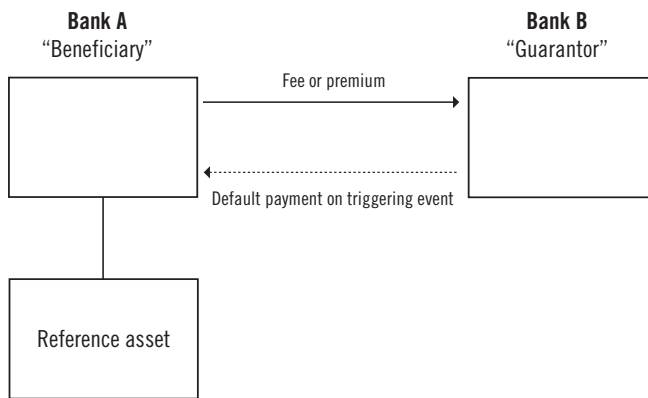 Bank A
“Beneficiary”
Bank B
“Guarantor”
Fee or premium
Default payment on triggering event
Reference asset